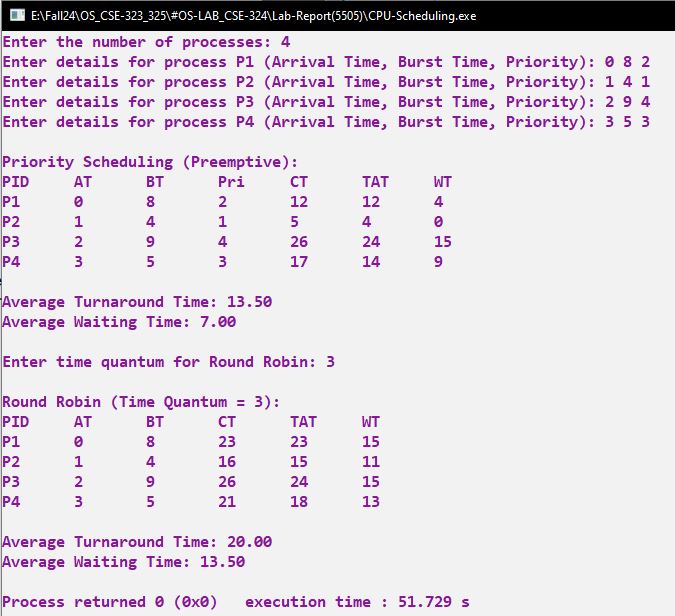 E:\Fall24\OS_CSE-323_325\#OS-LAB_CSE-324\Lab-Report(5505)\CPU-Scheduling.exe
Enter the number of processes: 4
Enter details for process P1 (Arrival Time, Burst Time, Priority): 0 8 2
Enter details for process P2 (Arrival Time, Burst Time, Priority): 1 4 1
Enter details for process P3 (Arrival Time, Burst Time, Priority): 2 9 4
Enter details for process P4 (Arrival Time, Burst Time, Priority): 3 5 3
Priority Scheduling (Preemptive):
PID AT BT Pri CT TAT WT
P1 0 8 2 12 12 4
P2 1 4 1 5 4 0
P3 2 9 4 26 24 15
P4 3 5 3 17 14 9
Average Turnaround Time: 13.50
Average Waiting Time: 7.00
Enter time quantum for Round Robin: 3
Round Robin (Time Quantum = 3):
PID AT BT CT TAT WT
P1 0 8 23 23 15
P2 1 4 16 15 11
P3 2 9 26 24 15
P4 3 5 21 18 13
Average Turnaround Time: 20.00
Average Waiting Time: 13.50
Process returned 0 (0x0) execution time : 51.729 s